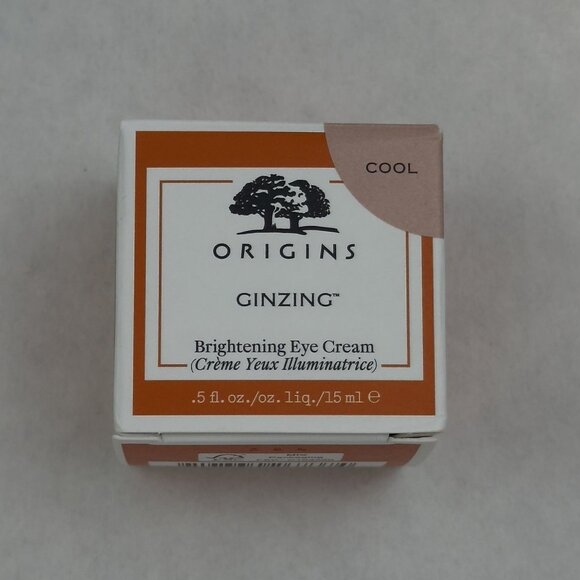 COOL
ORIGINS
GINZING™
Brightening Eye Cream
(Crème Yeux Illuminatrice)
.5 fl. oz./oz. liq./15 ml ℮